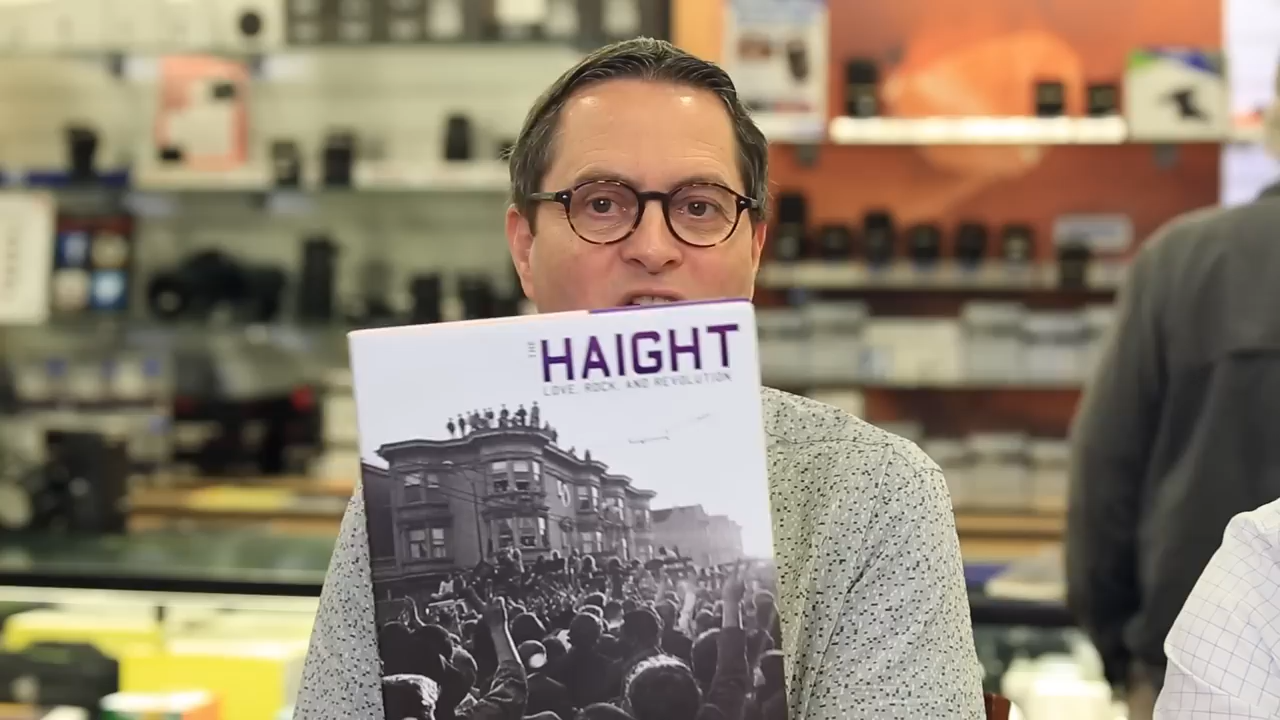 THE
HAIGHT
LOVE, ROCK, AND REVOLUTION